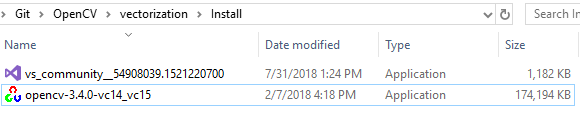 Git > OpenCV > vectorization > Install
Search In
Name Date modified Type Size
vs_community__54908039.1521220700 7/31/2018 1:24 PM Application 1,182 KB
opencv-3.4.0-vc14_vc15 2/7/2018 4:18 PM Application 174,194 KB